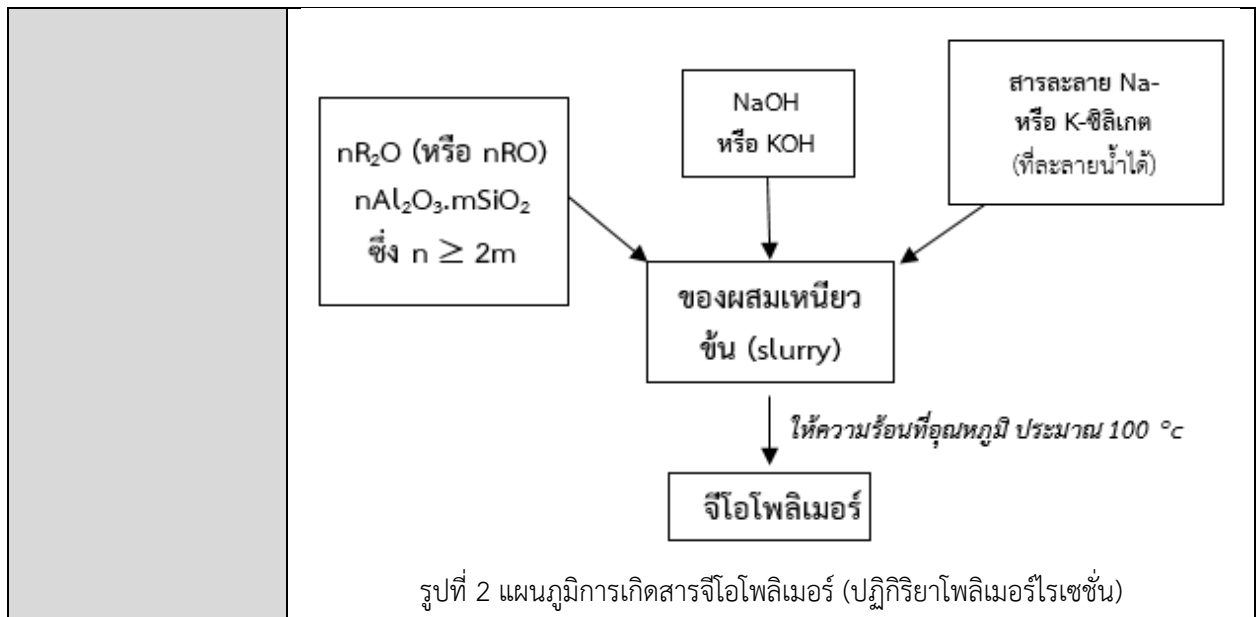 nR₂O (หรือ nRO)
nAl₂O₃.mSiO₂
ซึ่ง n ≥ 2m
NaOH
หรือ KOH
สารละลาย Na-
หรือ K-ซิลิเกต
(ที่ละลายน้ำได้)
ของผสมเหนียว
ข้น (slurry)
ให้ความร้อนที่อุณหภูมิ ประมาณ 100 °c
จีโอโพลิเมอร์
รูปที่ 2 แผนภูมิการเกิดสารจีโอโพลิเมอร์ (ปฏิกิริยาโพลิเมอร์ไรเซชั่น)